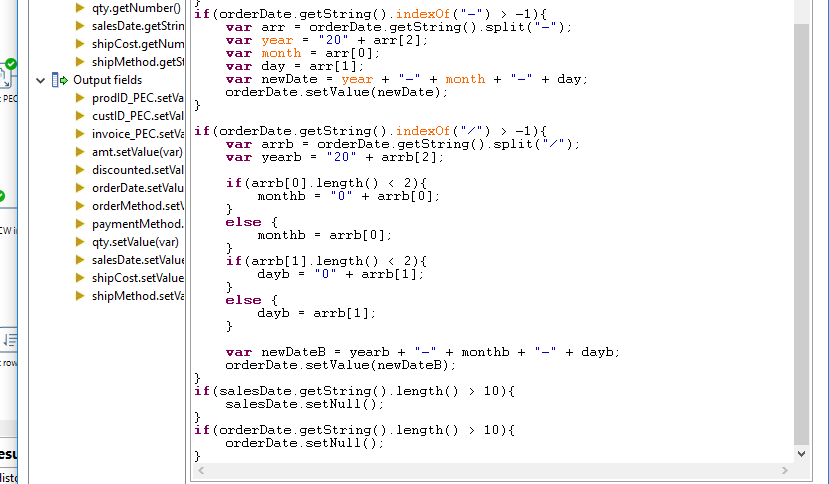 qty.getNumber()
salesDate.getStrin
shipCost.getNum
shipMethod.getSt
Output fields
prodID_PEC.setVa
custID_PEC.setVal
invoice_PEC.setVa
amt.setValue(var)
discounted.setVal
orderDate.setValu
orderMethod.setV
paymentMethod.
qty.setValue(var)
salesDate.setValue
shipCost.setValue
shipMethod.setVa
}
if(orderDate.getString().indexOf("-") > -1){
var arr = orderDate.getString().split("-");
var year = "20" + arr[2];
var month = arr[0];
var day = arr[1];
var newDate = year + "-" + month + "-" + day;
orderDate.setValue(newDate);
}
if(orderDate.getString().indexOf("/") > -1){
var arrb = orderDate.getString().split("/");
var yearb = "20" + arrb[2];
if(arrb[0].length() < 2){
monthb = "0" + arrb[0];
}
else {
monthb = arrb[0];
}
if(arrb[1].length() < 2){
dayb = "0" + arrb[1];
}
else {
dayb = arrb[1];
}
var newDateB = yearb + "-" + monthb + "-" + dayb;
orderDate.setValue(newDateB);
}
if(salesDate.getString().length() > 10){
salesDate.setNull();
}
if(orderDate.getString().length() > 10){
orderDate.setNull();
}